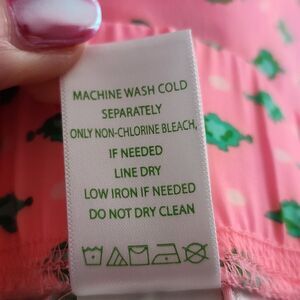 MACHINE WASH COLD
SEPARATELY
ONLY NON-CHLORINE BLEACH,
IF NEEDED
LINE DRY
LOW IRON IF NEEDED
DO NOT DRY CLEAN